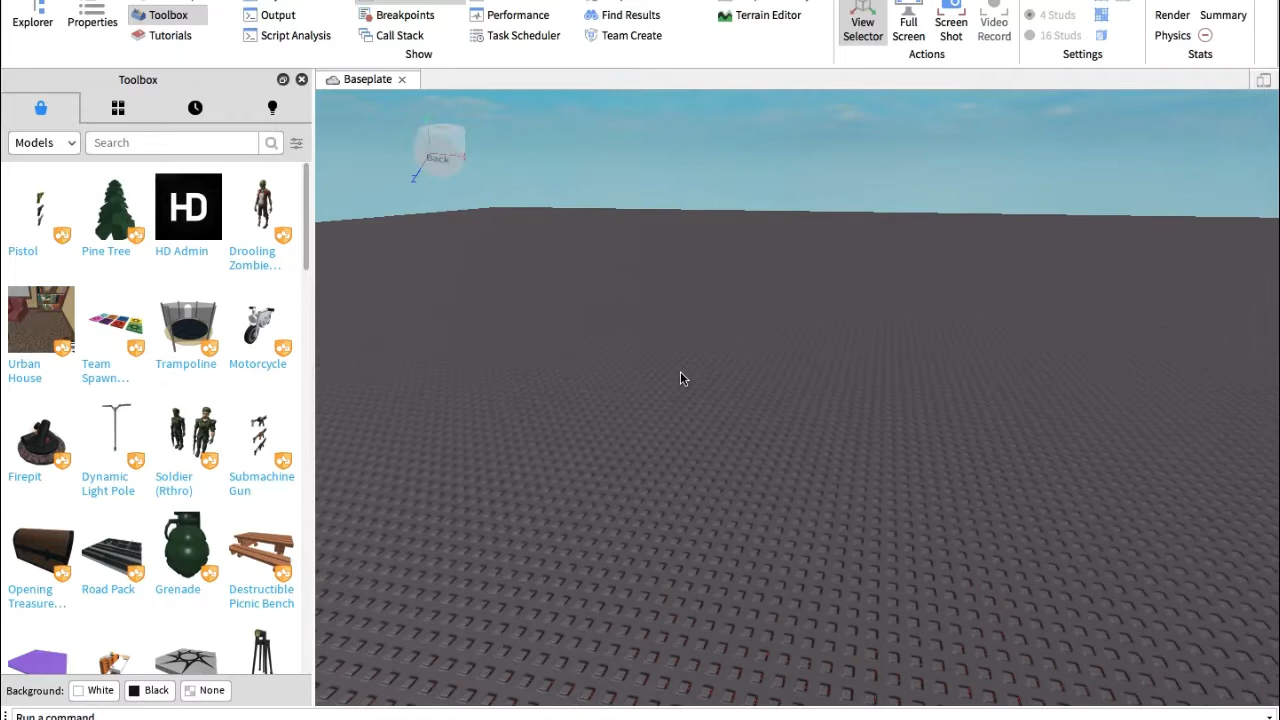 Explorer
Properties
Toolbox
Tutorials
Output
Script Analysis
Breakpoints
Call Stack
Performance
Task Scheduler
Find Results
Team Create
Terrain Editor
Show
View
Selector
Full
Screen
Screen
Shot
Video
Record
Actions
4 Studs
16 Studs
Settings
Render
Summary
Physics
Stats
Toolbox
Baseplate
Models
Search
Back
Z
Pistol
Pine Tree
HD
HD Admin
Drooling
Zombie...
Urban
House
Team
Spawn...
Trampoline
Motorcycle
Firepit
Dynamic
Light Pole
Soldier
(Rthro)
Submachine
Gun
Opening
Treasure...
Road Pack
Grenade
Destructible
Picnic Bench
Background:
White
Black
None
Run a command